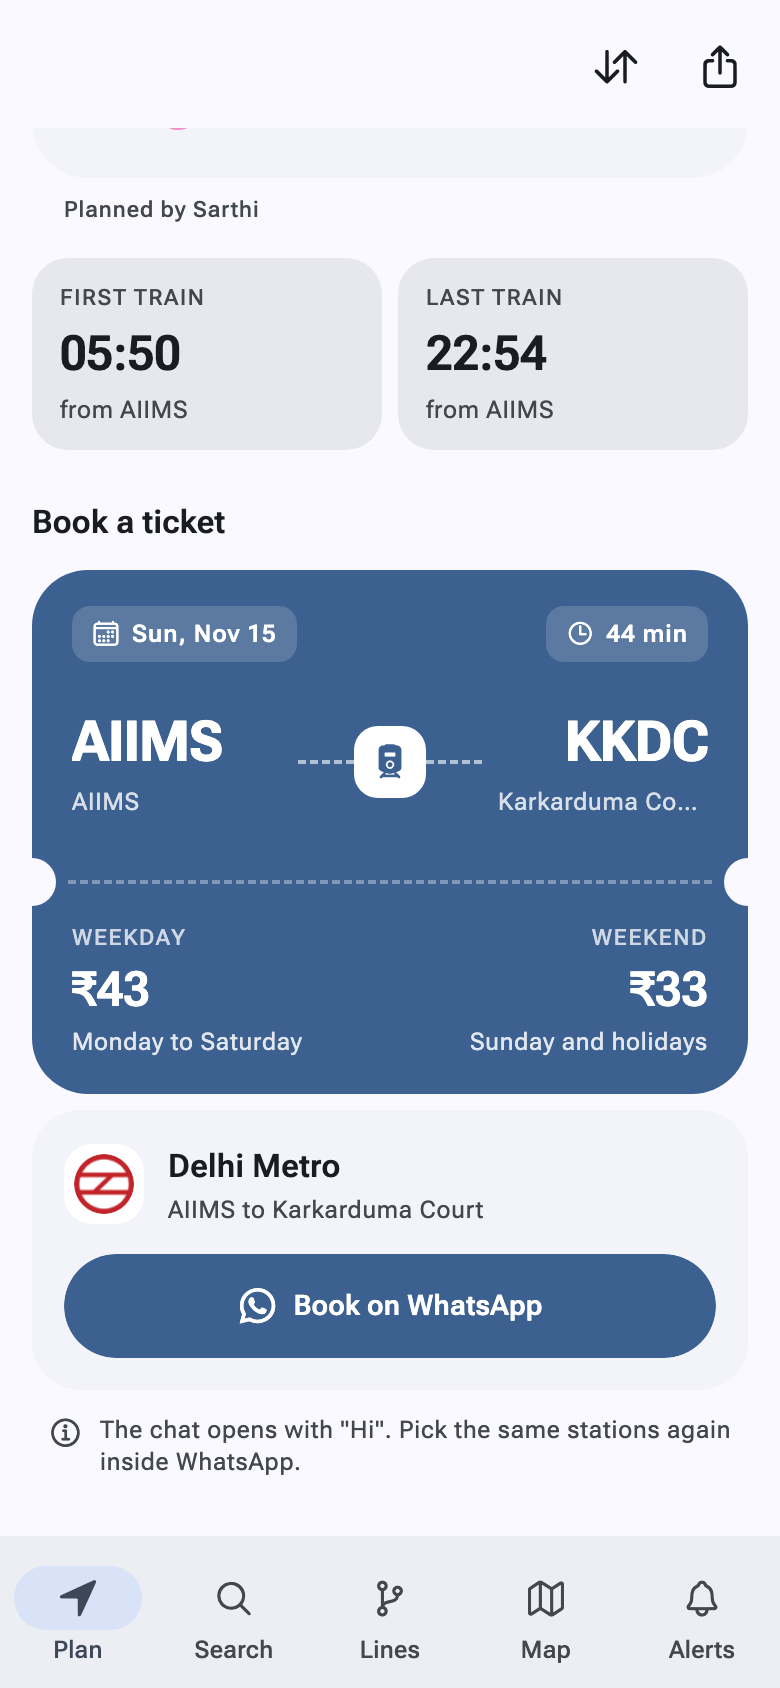 Planned by Sarthi
FIRST TRAIN
05:50
from AIIMS
LAST TRAIN
22:54
from AIIMS
Book a ticket
Sun, Nov 15
44 min
AIIMS
KKDC
AIIMS
Karkarduma Co...
WEEKDAY
WEEKEND
₹43
₹33
Monday to Saturday
Sunday and holidays
Delhi Metro
AIIMS to Karkarduma Court
Book on WhatsApp
The chat opens with "Hi". Pick the same stations again
inside WhatsApp.
Plan
Search
Lines
Map
Alerts